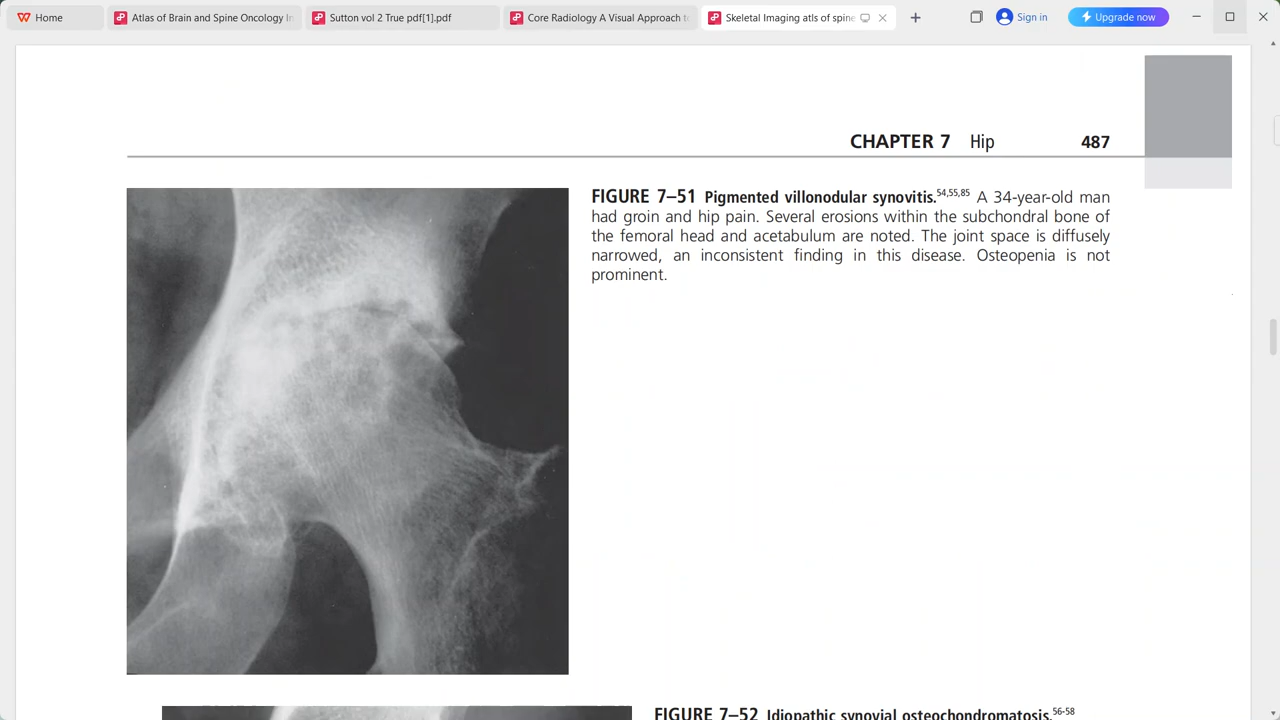 Home
Atlas of Brain and Spine Oncology I
Sutton vol 2 True pdf[1].pdf
Core Radiology A Visual Approach t
Skeletal Imaging atls of spine
Sign in
Upgrade now
CHAPTER 7 Hip 487
FIGURE 7–51 Pigmented villonodular synovitis.54,55,85 A 34-year-old man
had groin and hip pain. Several erosions within the subchondral bone of
the femoral head and acetabulum are noted. The joint space is diffusely
narrowed, an inconsistent finding in this disease. Osteopenia is not
prominent.
FIGURE 7–52 Idiopathic synovial osteochondromatosis.56-58